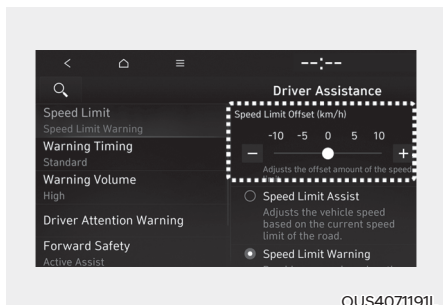 --:--
Driver Assistance
Speed Limit
Speed Limit Warning
Warning Timing
Standard
Warning Volume
High
Driver Attention Warning
Forward Safety
Active Assist
Speed Limit Offset (km/h)
-10 -5 0 5 10
− +
Adjusts the offset amount of the speed
Speed Limit Assist
Adjusts the vehicle speed
based on the current speed
limit of the road.
Speed Limit Warning
OUS4071191L